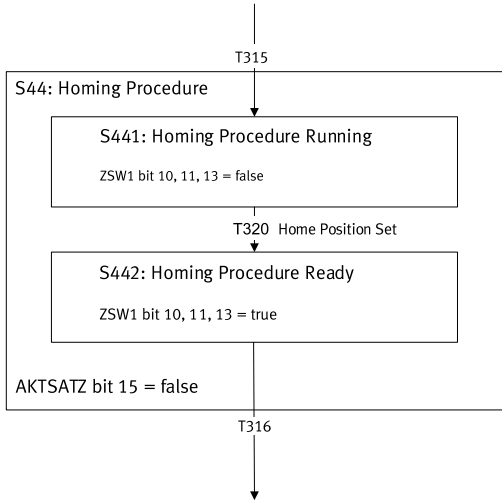 T315
S44: Homing Procedure
S441: Homing Procedure Running
ZSW1 bit 10, 11, 13 = false
T320 Home Position Set
S442: Homing Procedure Ready
ZSW1 bit 10, 11, 13 = true
AKTSATZ bit 15 = false
T316